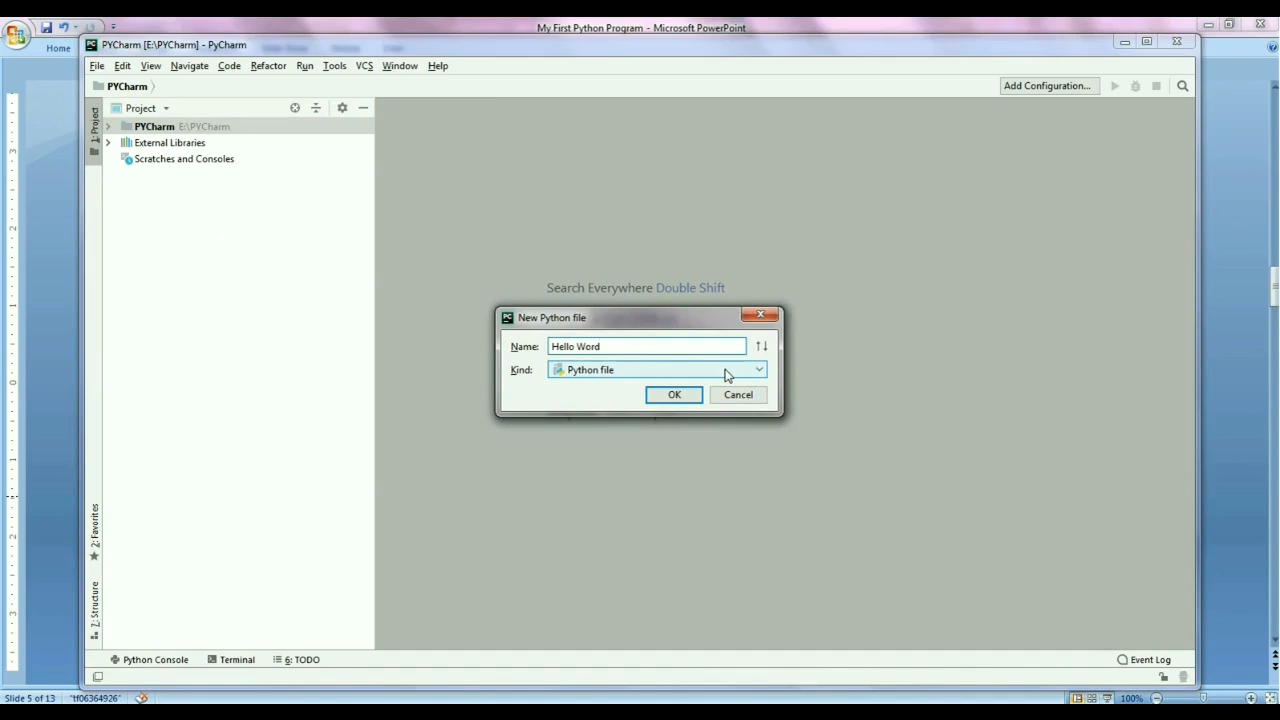 My First Python Program - Microsoft PowerPoint
Home
PYCharm [E:\PYCharm] - PyCharm
File Edit View Navigate Code Refactor Run Tools VCS Window Help
PYCharm
Add Configuration...
1: Project
Project
PYCharm E:\PYCharm
External Libraries
Scratches and Consoles
Search Everywhere Double Shift
New Python file
Name: Hello Word
Kind: Python file
OK Cancel
2: Favorites
7: Structure
Python Console Terminal 6: TODO Event Log
Slide 5 of 13 "tf06364926" 100%